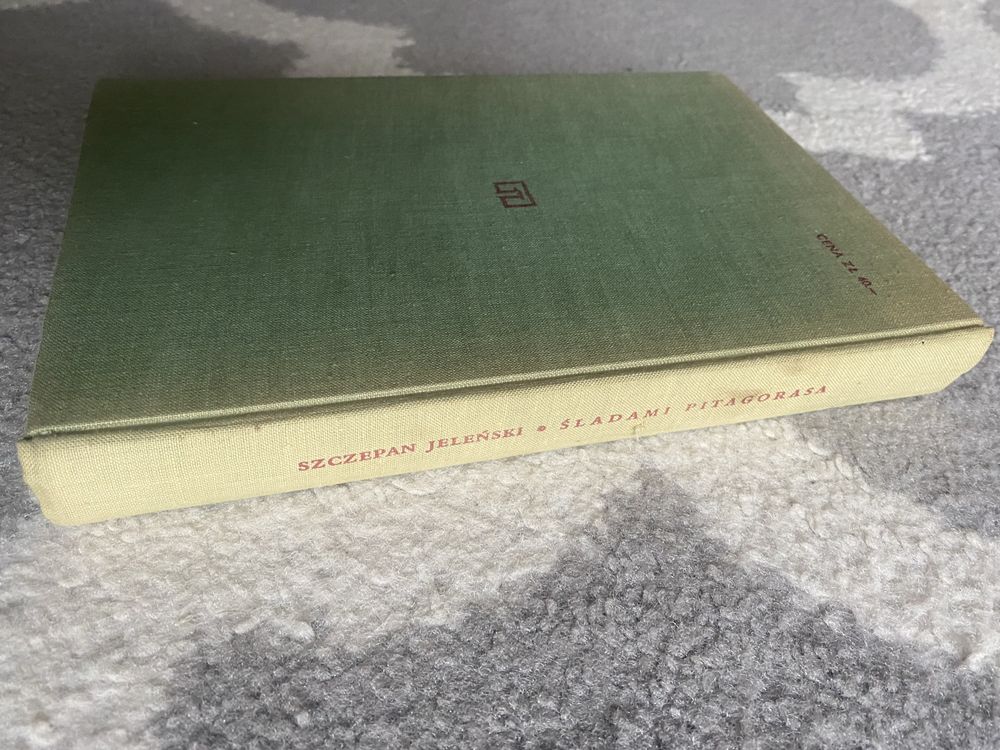 CENA ZŁ 40.—
SZCZEPAN JELEŃSKI • ŚLADAMI PITAGORASA